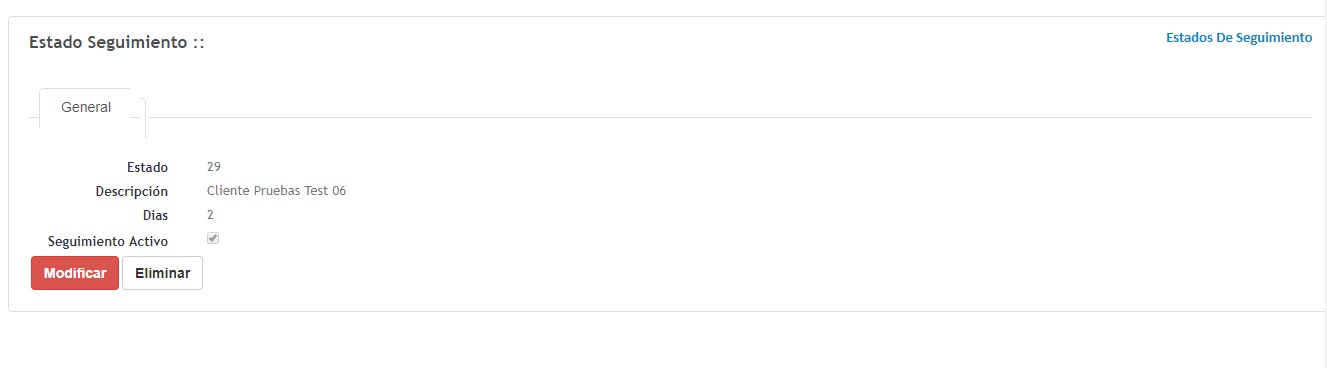 Estado Seguimiento ::
Estados De Seguimiento
General
Estado 29
Descripción Cliente Pruebas Test 06
Dias 2
Seguimiento Activo
Modificar Eliminar